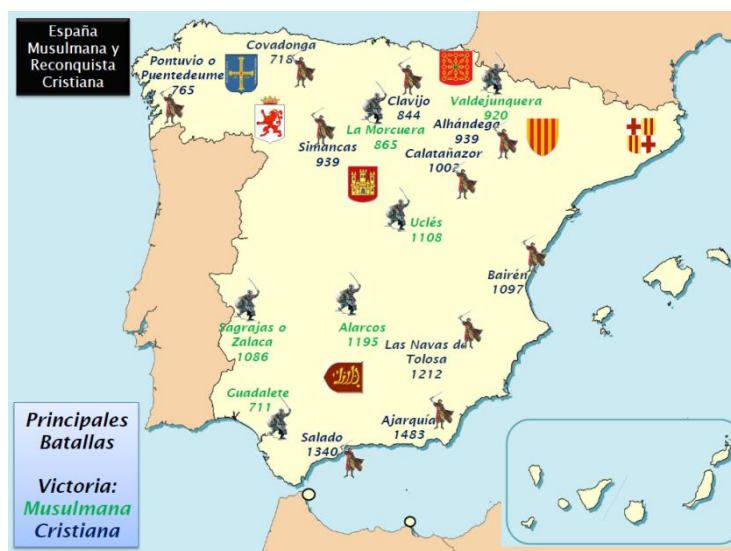 España
Musulmana y
Reconquista
Cristiana
Pontuvio o
Puentedeume
765
Covadonga
718
Clavijo
844
La Morcuera
865
Simancas
939
Valdejunquera
920
Alhándega
939
Calatañazor
1002
Uclés
1108
Bairén
1097
Sagrajas o
Zalaca
1086
Alarcos
1195
Las Navas de
Tolosa
1212
Guadalete
711
Salado
1340
Ajarquía
1483
Principales
Batallas
Victoria:
Musulmana
Cristiana